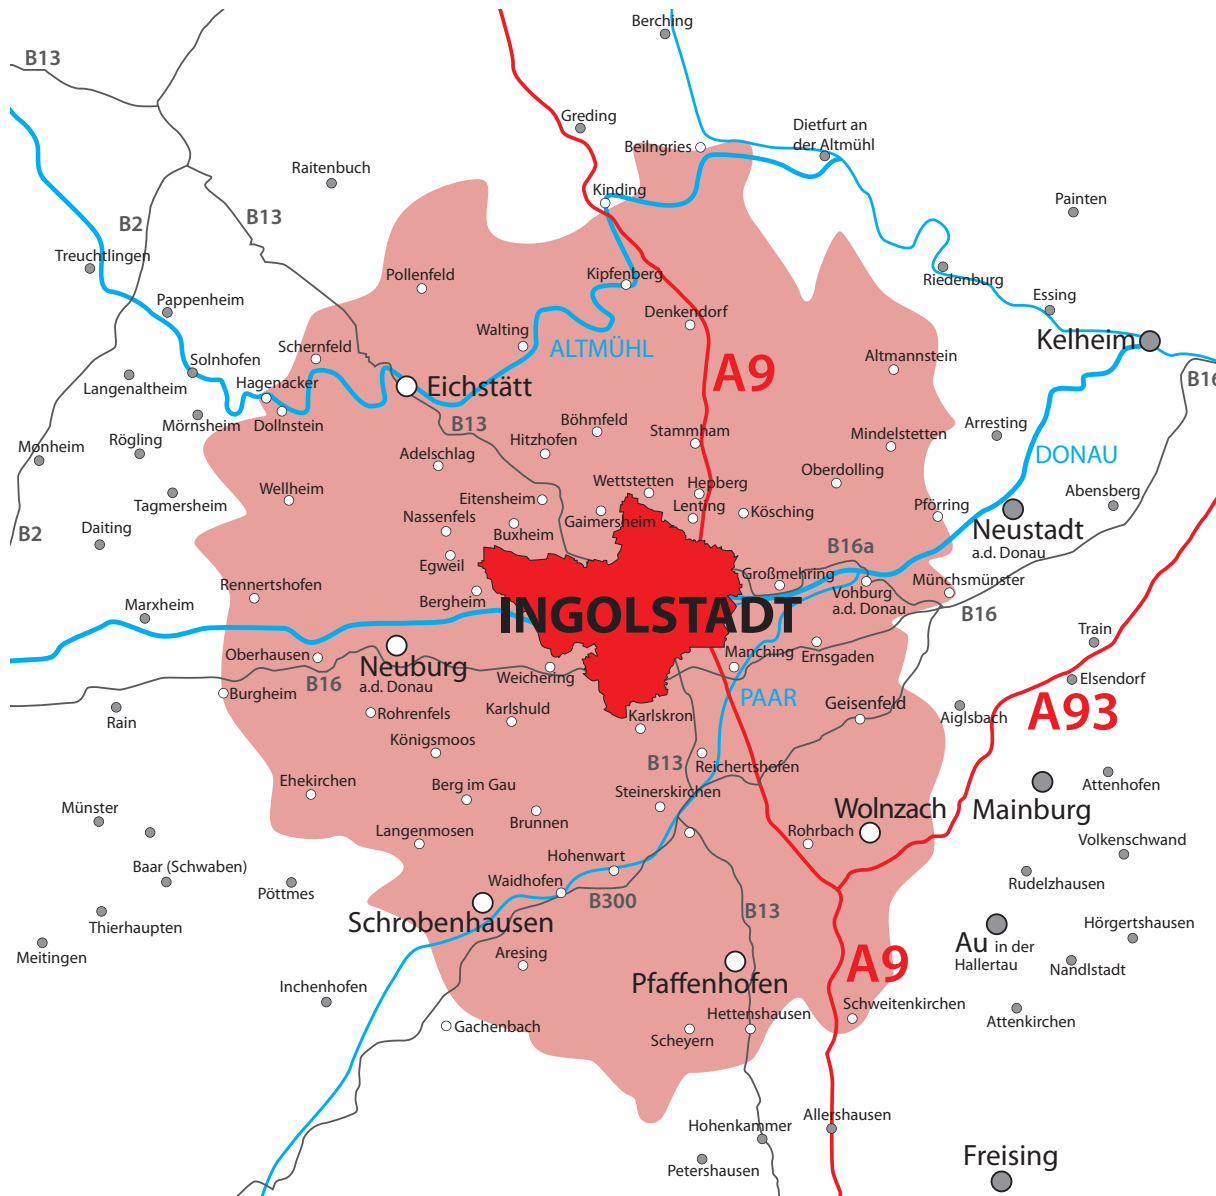 Berching
B13
Greding
Dietfurt an
der Altmühl
Beilngries
Raitenbuch
Kinding
Painten
B2
B13
Treuchtlingen
Pollenfeld
Kipfenberg
Riedenburg
Pappenheim
Essing
Denkendorf
Walting
Kelheim
Schernfeld
ALTMÜHL
Solnhofen
Altmannstein
A9
B16
Langenaltheim
Hagenacker
Eichstätt
Mörnsheim
Dollnstein
B13
Böhmfeld
Stammham
Arresting
Monheim
Rögling
Hitzhofen
Mindelstetten
Adelschlag
DONAU
Oberdolling
Wettstetten
Hepberg
Wellheim
Abensberg
Tagmersheim
Eitensheim
Lenting
Kösching
Pförring
Nassenfels
Gaimersheim
Daiting
B2
Buxheim
Neustadt
a.d. Donau
B16a
Egweil
Großmehring
Münchsmünster
Rennertshofen
Vohburg
a.d. Donau
Bergheim
Marxheim
INGOLSTADT
B16
Train
Oberhausen
Neuburg
a.d. Donau
Manching
Ernsgaden
Weichering
B16
Elsendorf
Burgheim
PAAR
Geisenfeld
Rain
Rohrenfels
Karlshuld
Karlskron
Aiglsbach
A93
Königsmoos
B13
Reichertshofen
Ehekirchen
Berg im Gau
Steinerskirchen
Attenhofen
Münster
Wolnzach
Mainburg
Brunnen
Langenmosen
Rohrbach
Volkenschwand
Hohenwart
Baar (Schwaben)
Waidhofen
Rudelzhausen
Pöttmes
B300
B13
Thierhaupten
Schrobenhausen
Hörgertshausen
Au in der
Hallertau
Meitingen
Aresing
A9
Nandlstadt
Pfaffenhofen
Inchenhofen
Schweitenkirchen
Hettenshausen
Attenkirchen
Gachenbach
Scheyern
Allershausen
Hohenkammer
Freising
Petershausen